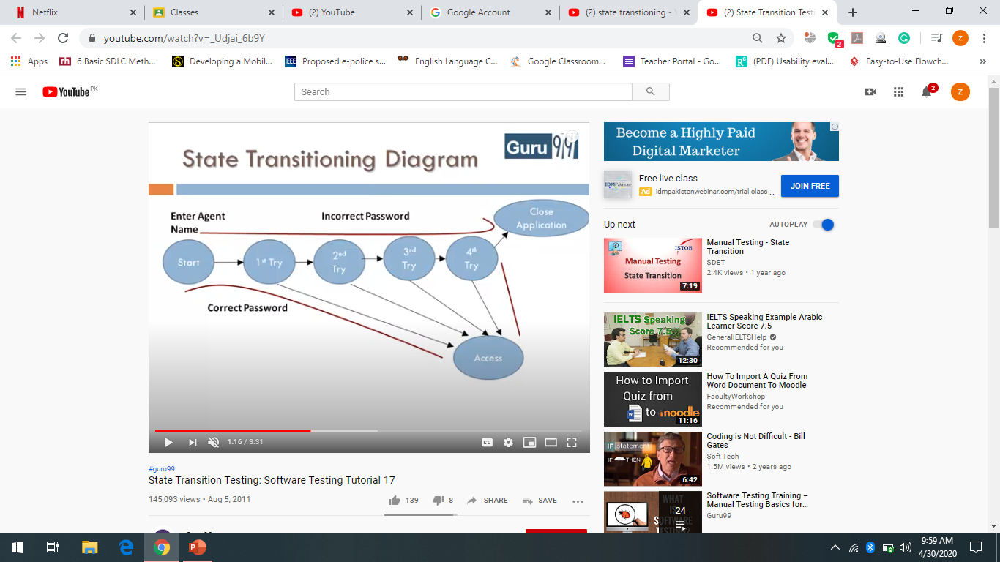 Netflix
Classes
(2) YouTube
Google Account
(2) state transtioning - Y
(2) State Transition Test
youtube.com/watch?v=_Udjai_6b9Y
2
z
Apps
rh 6 Basic SDLC Meth...
S Developing a Mobil...
IEEE Proposed e-police s...
English Language C...
Google Classroom...
Teacher Portal - Go...
(PDF) Usability eval...
Easy-to-Use Flowch...
YouTube PK
Search
2
z
State Transitioning Diagram
Guru 99
Enter Agent
Name
Incorrect Password
Close
Application
Start
1st Try
2nd
Try
3rd
Try
4th
Try
Correct Password
Access
1:16 / 3:31
CC
#guru99
State Transition Testing: Software Testing Tutorial 17
145,093 views • Aug 5, 2011
139
8
SHARE
SAVE
Become a Highly Paid
Digital Marketer
IDMPakistan
Free live class
Ad idmpakistanwebinar.com/trial-class-...
JOIN FREE
Up next
AUTOPLAY
ISTQB
Manual Testing
State Transition
7:19
Manual Testing - State
Transition
SDET
2.4K views • 1 year ago
IELTS Speaking
Score 7.5
12:30
IELTS Speaking Example Arabic
Learner Score 7.5
GeneralIELTSHelp
Recommended for you
How to Import
Quiz from
W to moodle
11:16
How To Import A Quiz From
Word Document To Moodle
FacultyWorkshop
Recommended for you
IF statement
IF THEN
6:42
Coding is Not Difficult - Bill
Gates
Soft Tech
1.5M views • 2 years ago
WHAT
24
Software Testing Training –
Manual Testing Basics for...
Guru99
9:59 AM
4/30/2020